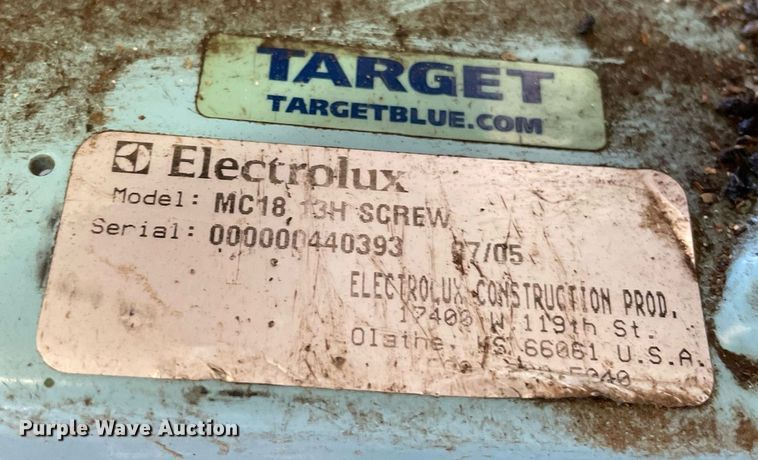 TARGET
TARGETBLUE.COM
Electrolux
Model: MC18, 13H SCREW
Serial: 000000440393 07/05
ELECTROLUX CONSTRUCTION PROD.
17400 W 119th St.
Olathe, KS 66061 U.S.A.
5040
Purple Wave Auction